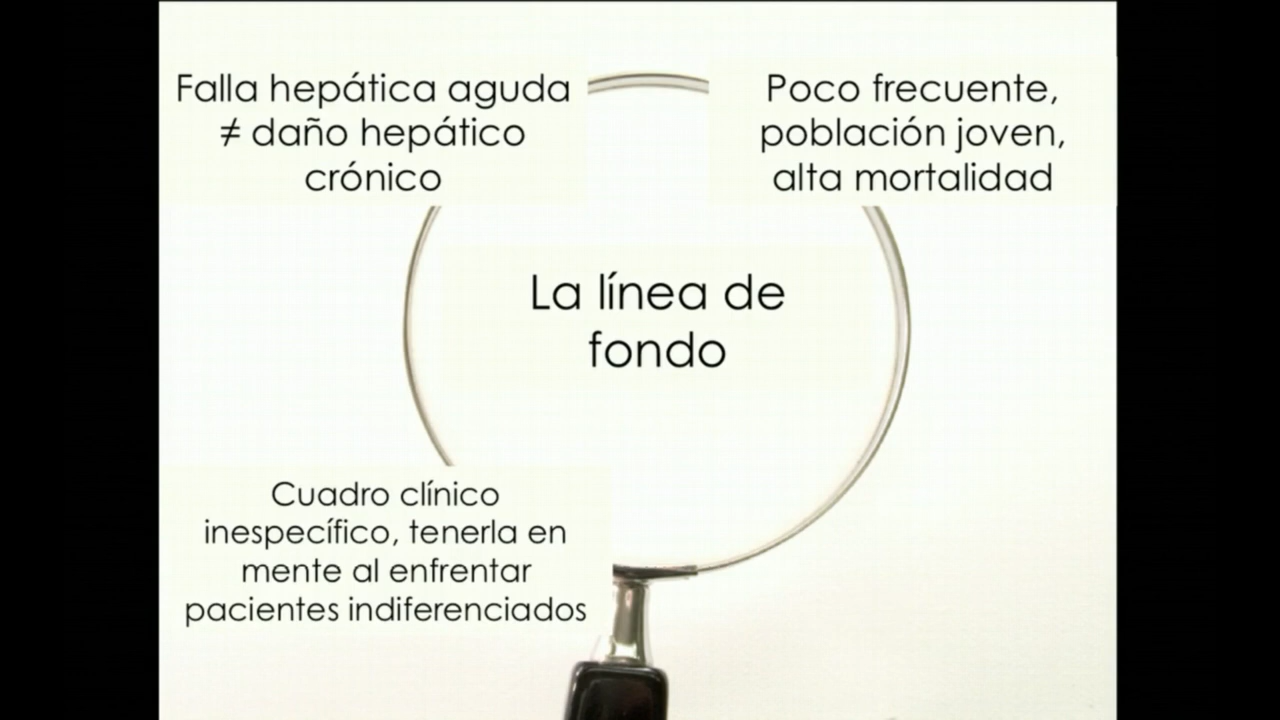 Falla hepática aguda
≠ daño hepático
crónico
Poco frecuente,
población joven,
alta mortalidad
La línea de
fondo
Cuadro clínico
inespecífico, tenerla en
mente al enfrentar
pacientes indiferenciados